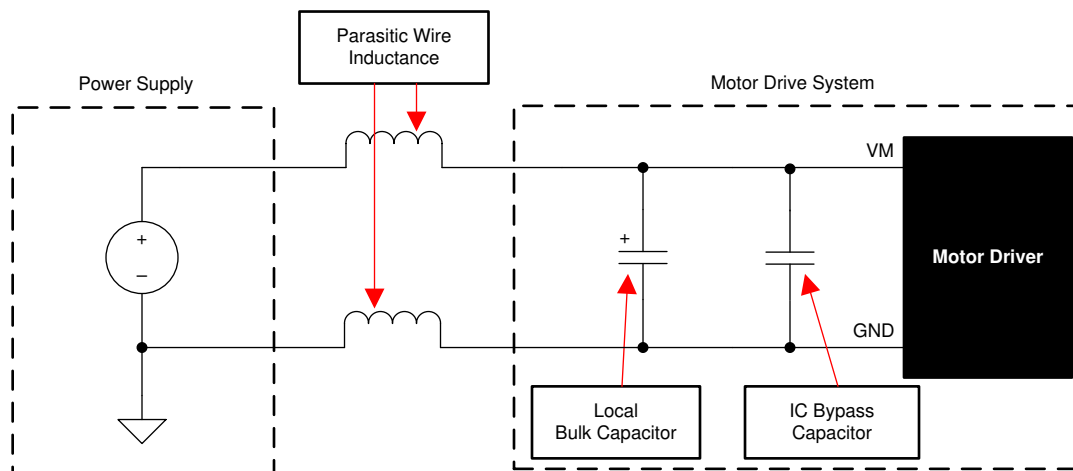 Parasitic Wire
Inductance
Power Supply
Motor Drive System
VM
+
–
+
Motor Driver
GND
Local
Bulk Capacitor
IC Bypass
Capacitor